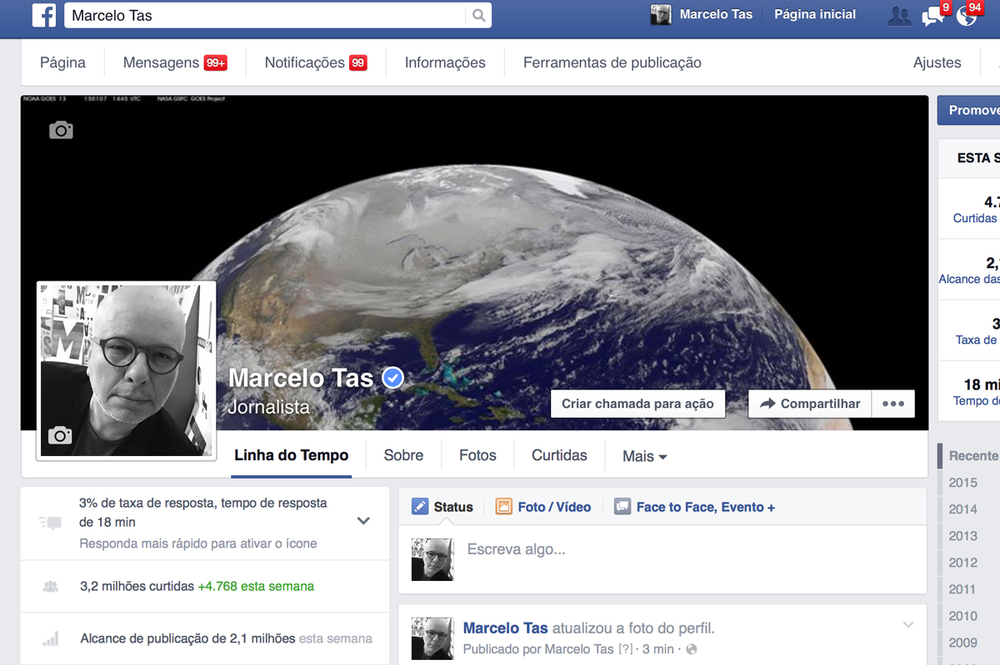 Marcelo Tas
Marcelo Tas
Página inicial
9
94
Página
Mensagens 99+
Notificações 99
Informações
Ferramentas de publicação
Ajustes
NOAA GOES 13 150107 1445 UTC NASA GSFC GOES Project
Promove
ESTA S
4.7
Curtidas
2,
Alcance das
3
Taxa de
18 mi
Tempo de
Marcelo Tas
Jornalista
Criar chamada para ação
Compartilhar
Linha do Tempo
Sobre
Fotos
Curtidas
Mais
Recente
2015
2014
2013
2012
2011
2010
2009
3% de taxa de resposta, tempo de resposta
de 18 min
Responda mais rápido para ativar o ícone
3,2 milhões curtidas +4.768 esta semana
Alcance de publicação de 2,1 milhões esta semana
Status
Foto / Vídeo
Face to Face, Evento +
Escreva algo...
Marcelo Tas atualizou a foto do perfil.
Publicado por Marcelo Tas [?] · 3 min ·